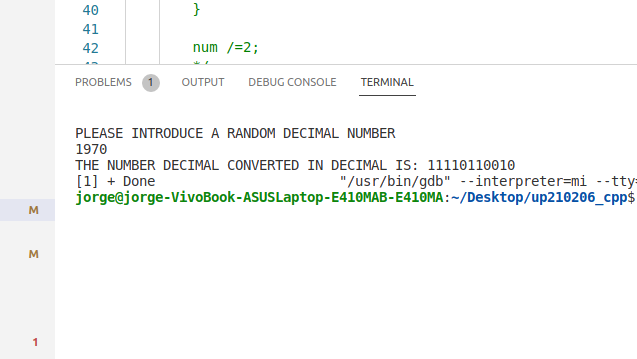 40 }
41
42 num /=2;
*/
PROBLEMS 1 OUTPUT DEBUG CONSOLE TERMINAL
PLEASE INTRODUCE A RANDOM DECIMAL NUMBER
1970
THE NUMBER DECIMAL CONVERTED IN DECIMAL IS: 11110110010
[1] + Done "/usr/bin/gdb" --interpreter=mi --tty=
jorge@jorge-VivoBook-ASUSLaptop-E410MAB-E410MA:~/Desktop/up210206_cpp$
M
M
1